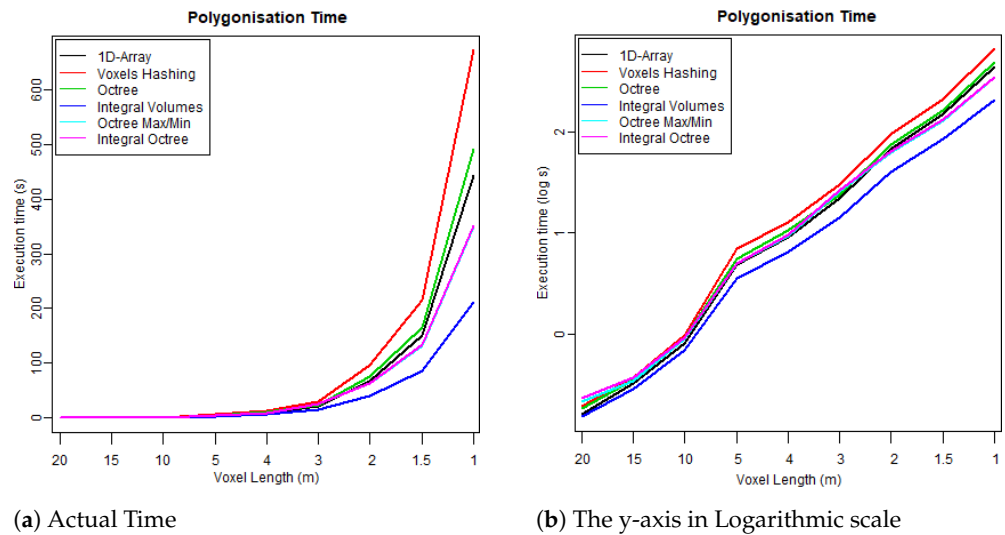 Polygonisation Time
1D-Array
Voxels Hashing
Octree
Integral Volumes
Octree Max/Min
Integral Octree
Execution time (s)
600
500
400
300
200
100
0
20 15 10 5 4 3 2 1.5 1
Voxel Length (m)
(a) Actual Time
Polygonisation Time
1D-Array
Voxels Hashing
Octree
Integral Volumes
Octree Max/Min
Integral Octree
Execution time (log s)
2
1
0
20 15 10 5 4 3 2 1.5 1
Voxel Length (m)
(b) The y-axis in Logarithmic scale